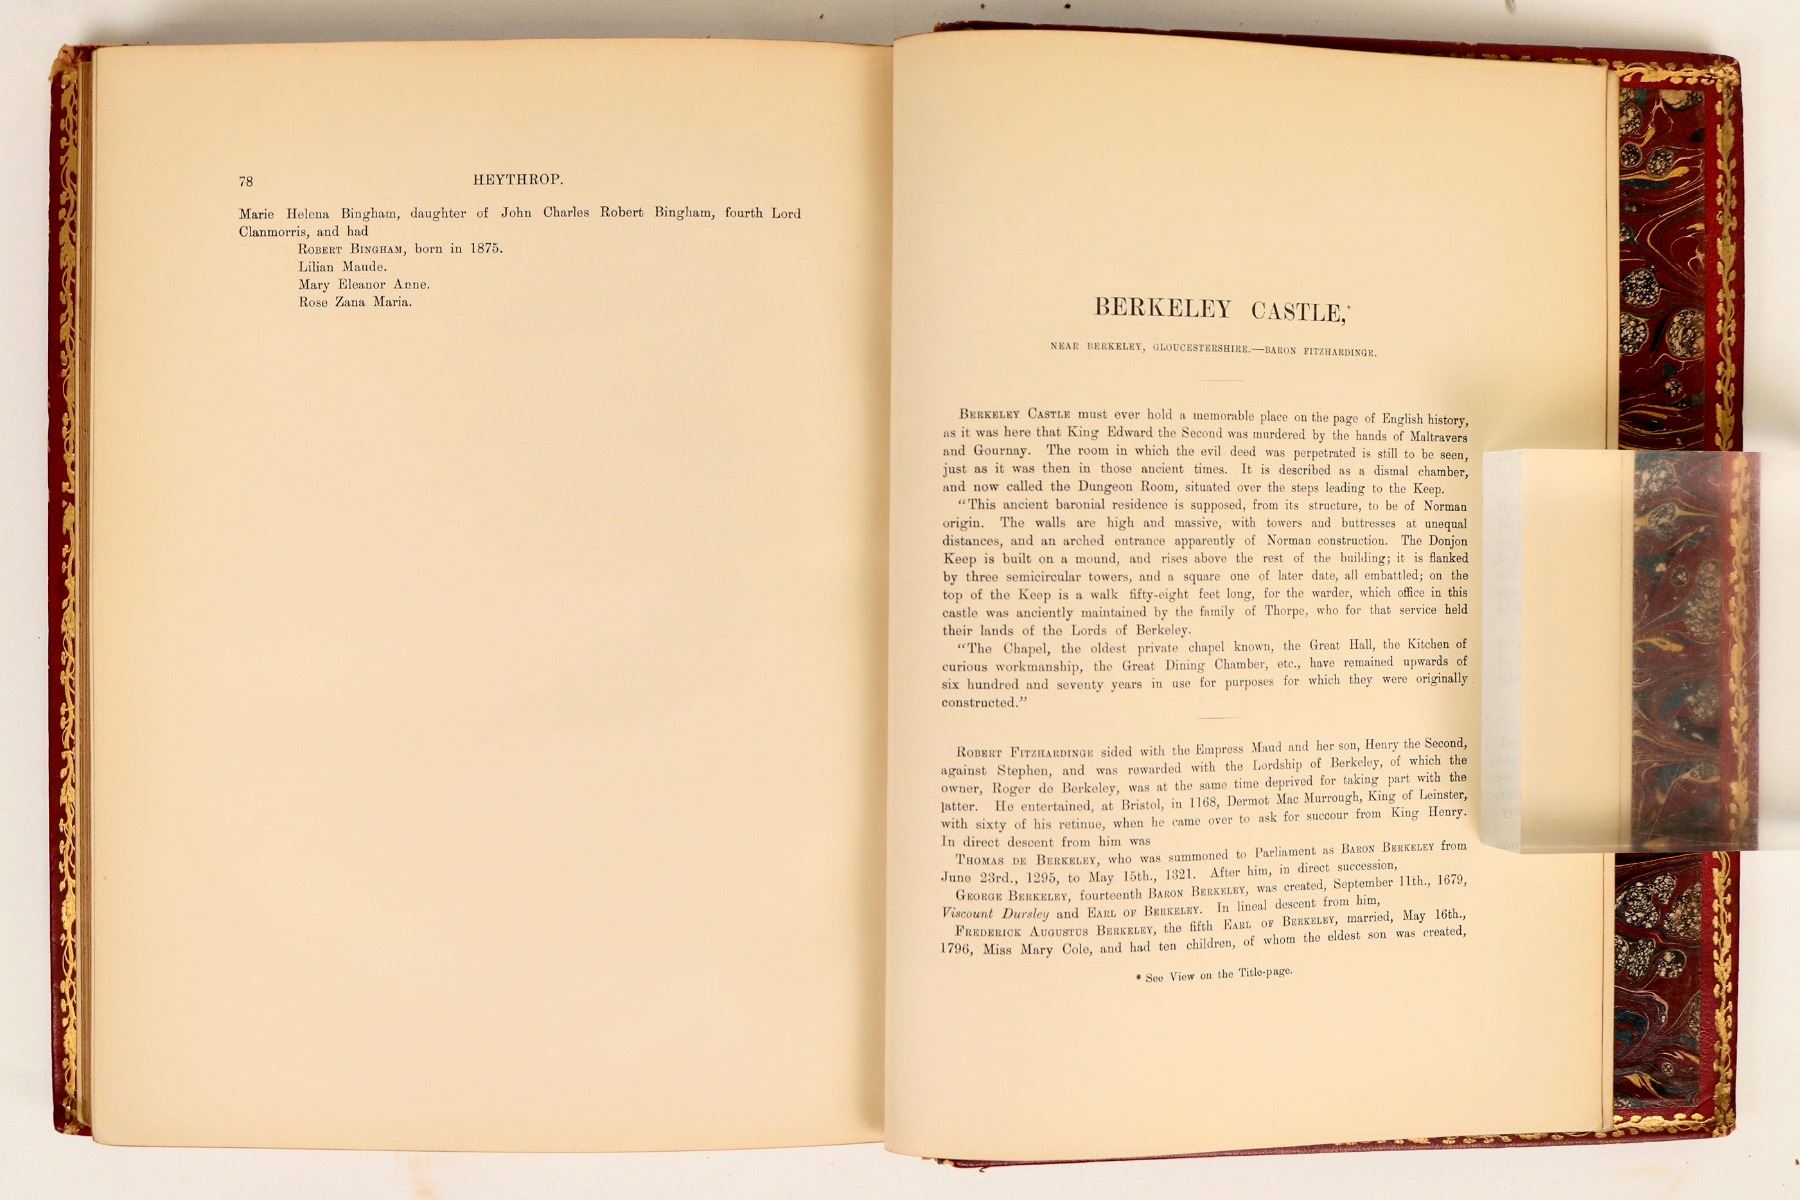 78 HEYTHROP.
Marie Helena Bingham, daughter of John Charles Robert Bingham, fourth Lord
Clanmorris, and had
ROBERT BINGHAM, born in 1875.
Lilian Maude.
Mary Eleanor Anne.
Rose Zana Maria.
BERKELEY CASTLE,*
NEAR BERKELEY, GLOUCESTERSHIRE.—BARON FITZHARDINGE.
BERKELEY CASTLE must ever hold a memorable place on the page of English history,
as it was here that King Edward the Second was murdered by the hands of Maltravers
and Gournay. The room in which the evil deed was perpetrated is still to be seen,
just as it was then in those ancient times. It is described as a dismal chamber,
and now called the Dungeon Room, situated over the steps leading to the Keep.
"This ancient baronial residence is supposed, from its structure, to be of Norman
origin. The walls are high and massive, with towers and buttresses at unequal
distances, and an arched entrance apparently of Norman construction. The Donjon
Keep is built on a mound, and rises above the rest of the building; it is flanked
by three semicircular towers, and a square one of later date, all embattled; on the
top of the Keep is a walk fifty-eight feet long, for the warder, which office in this
castle was anciently maintained by the family of Thorpe, who for that service held
their lands of the Lords of Berkeley.
"The Chapel, the oldest private chapel known, the Great Hall, the Kitchen of
curious workmanship, the Great Dining Chamber, etc., have remained upwards of
six hundred and seventy years in use for purposes for which they were originally
constructed."
ROBERT FITZHARDINGE sided with the Empress Maud and her son, Henry the Second,
against Stephen, and was rewarded with the Lordship of Berkeley, of which the
owner, Roger de Berkeley, was at the same time deprived for taking part with the
latter. He entertained, at Bristol, in 1168, Dermot Mac Murrough, King of Leinster,
with sixty of his retinue, when he came over to ask for succour from King Henry.
In direct descent from him was
THOMAS DE BERKELEY, who was summoned to Parliament as BARON BERKELEY from
June 23rd., 1295, to May 15th., 1321. After him, in direct succession,
GEORGE BERKELEY, fourteenth BARON BERKELEY, was created, September 11th., 1679,
Viscount Dursley and EARL OF BERKELEY. In lineal descent from him,
FREDERICK AUGUSTUS BERKELEY, the fifth EARL OF BERKELEY, married, May 16th.,
1796, Miss Mary Cole, and had ten children, of whom the eldest son was created,
* See View on the Title-page.